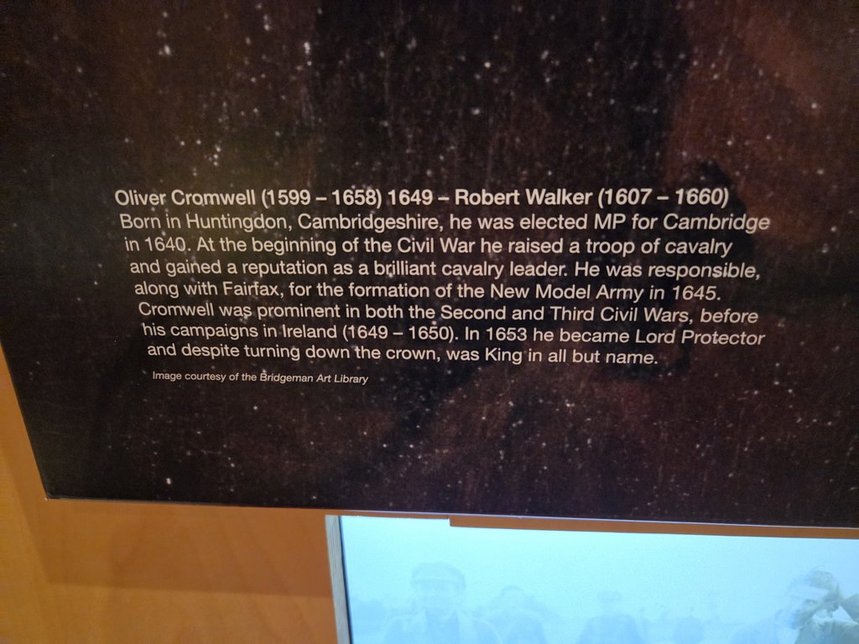 Oliver Cromwell (1599 – 1658) 1649 – Robert Walker (1607 – 1660)
Born in Huntingdon, Cambridgeshire, he was elected MP for Cambridge
in 1640. At the beginning of the Civil War he raised a troop of cavalry
and gained a reputation as a brilliant cavalry leader. He was responsible,
along with Fairfax, for the formation of the New Model Army in 1645.
Cromwell was prominent in both the Second and Third Civil Wars, before
his campaigns in Ireland (1649 – 1650). In 1653 he became Lord Protector
and despite turning down the crown, was King in all but name.
Image courtesy of the Bridgeman Art Library